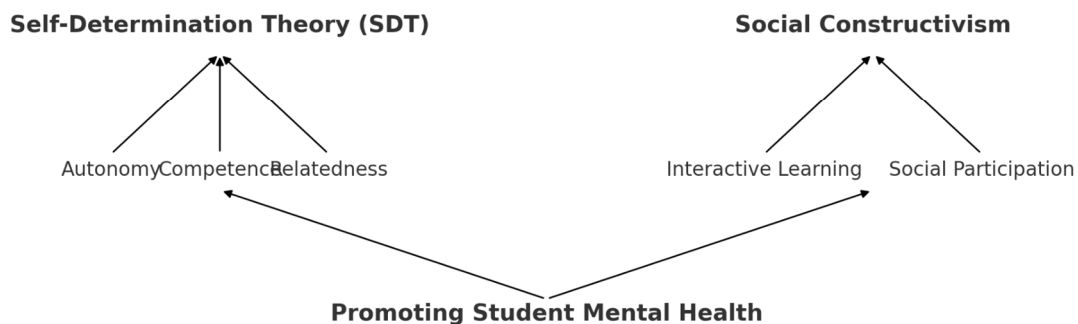 Self-Determination Theory (SDT) Social Constructivism
Autonomy Competence Relatedness Interactive Learning Social Participation
Promoting Student Mental Health